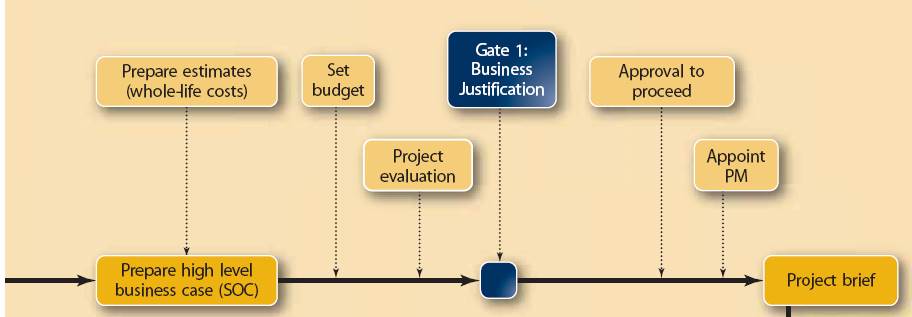 Prepare estimates
(whole-life costs)
Set
budget
Gate 1:
Business
Justification
Approval to
proceed
Project
evaluation
Appoint
PM
Prepare high level
business case (SOC)
Project brief